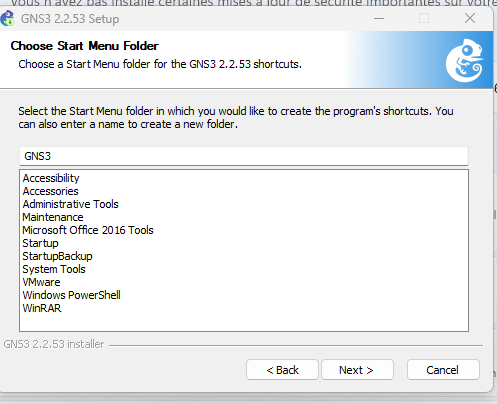 Vous n'avez pas installé certaines mises à jour de sécurité importantes sur votre
GNS3 2.2.53 Setup
Choose Start Menu Folder
Choose a Start Menu folder for the GNS3 2.2.53 shortcuts.
Select the Start Menu folder in which you would like to create the program's shortcuts. You
can also enter a name to create a new folder.
GNS3
Accessibility
Accessories
Administrative Tools
Maintenance
Microsoft Office 2016 Tools
Startup
StartupBackup
System Tools
VMware
Windows PowerShell
WinRAR
GNS3 2.2.53 installer
< Back
Next >
Cancel